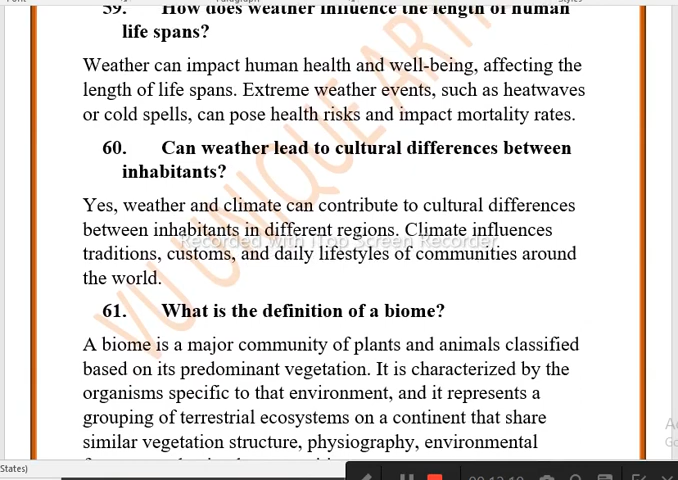 59. How does weather influence the length of human
life spans?
Weather can impact human health and well-being, affecting the
length of life spans. Extreme weather events, such as heatwaves
or cold spells, can pose health risks and impact mortality rates.
60. Can weather lead to cultural differences between
inhabitants?
Yes, weather and climate can contribute to cultural differences
between inhabitants in different regions. Climate influences
Recorded with iTop Screen Recorder
traditions, customs, and daily lifestyles of communities around
the world.
61. What is the definition of a biome?
A biome is a major community of plants and animals classified
based on its predominant vegetation. It is characterized by the
organisms specific to that environment, and it represents a
grouping of terrestrial ecosystems on a continent that share
similar vegetation structure, physiography, environmental
States)
VU UNIQUE ART